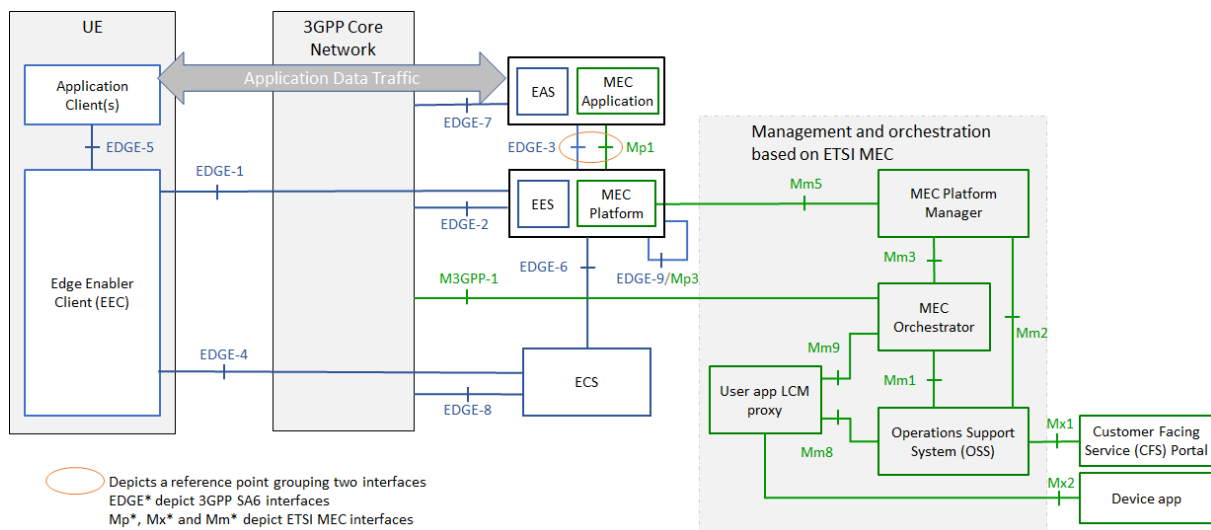 UE
3GPP Core
Network
Application Data Traffic
Application
Client(s)
EAS
MEC
Application
EDGE-7
EDGE-5
EDGE-3
Mp1
Management and orchestration
based on ETSI MEC
EDGE-1
EES
MEC
Platform
Mm5
MEC Platform
Manager
EDGE-2
EDGE-6
EDGE-9/Mp3
Mm3
M3GPP-1
Edge Enabler
Client (EEC)
MEC
Orchestrator
Mm2
Mm9
EDGE-4
ECS
Mm1
User app LCM
proxy
EDGE-8
Mm8
Operations Support
System (OSS)
Mx1
Customer Facing
Service (CFS) Portal
Mx2
Device app
Depicts a reference point grouping two interfaces
EDGE* depict 3GPP SA6 interfaces
Mp*, Mx* and Mm* depict ETSI MEC interfaces